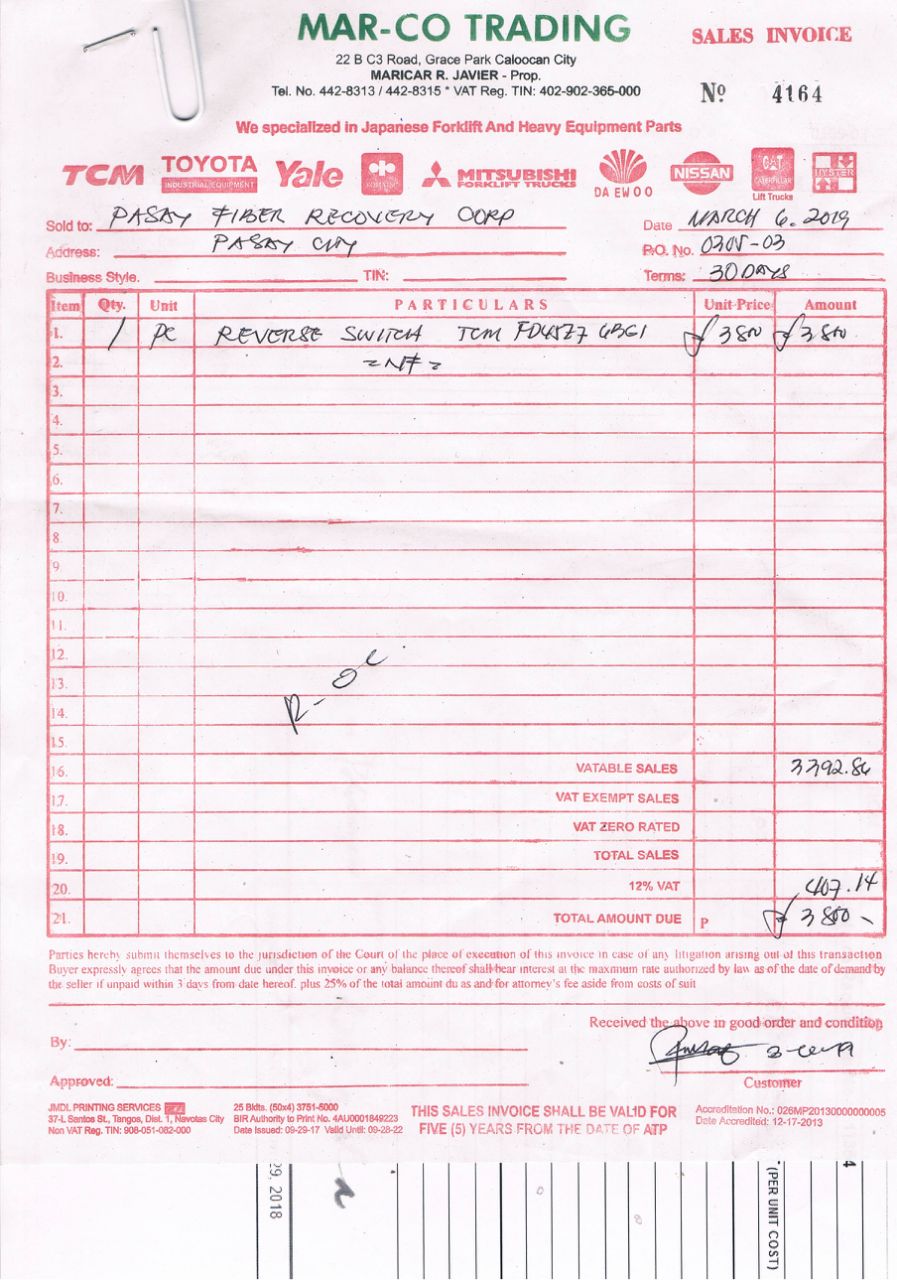 MAR-CO TRADING
SALES INVOICE
22 B C3 Road, Grace Park Caloocan City
MARICAR R. JAVIER - Prop.
Tel. No. 442-8313 / 442-8315 * VAT Reg. TIN: 402-902-365-000
Nº 4164
We specialized in Japanese Forklift And Heavy Equipment Parts
TCM TOYOTA INDUSTRIAL EQUIPMENT Yale KOMATSU MITSUBISHI FORKLIFT TRUCKS DAEWOO NISSAN CAT CATERPILLAR Lift Trucks HYSTER
Sold to: PASAY FIBER RECOVERY CORP Date MARCH 6, 2019
Address: PASAY CITY P.O. No. 0305-03
Business Style. TIN: Terms: 30 DAYS
Item Qty. Unit PARTICULARS Unit Price Amount
1. 1 PC REVERSE SWITCH TCM ₱3800 ₱3800
2. =NF=
3.
4.
5.
6.
7.
8
9
10.
11.
12.
13.
14.
15.
16. VATABLE SALES 3392.86
17. VAT EXEMPT SALES
18. VAT ZERO RATED
19. TOTAL SALES
20. 12% VAT 407.14
21. TOTAL AMOUNT DUE P ₱3800 -
Parties hereby submit themselves to the jurisdiction of the Court of the place of execution of this invoice in case of any litigation arising out of this transaction
Buyer expressly agrees that the amount due under this invoice or any balance thereof shall bear interest at the maximum rate authorized by law as of the date of demand by
the seller if unpaid within 3 days from date hereof. plus 25% of the total amount du as and for attorney's fee aside from costs of suit
Received the above in good order and condition
By:
Approved:
Customer
JMDL PRINTING SERVICES
37-L Santos St., Tangos, Dist. 1, Navotas City
Non VAT Reg. TIN: 908-051-082-000
25 Bklts. (50x4) 3751-5000
BIR Authority to Print No. 4AU0001849223
Date Issued: 09-29-17 Valid Until: 09-28-22
THIS SALES INVOICE SHALL BE VALID FOR
FIVE (5) YEARS FROM THE DATE OF ATP
Accreditation No.: 026MP20130000000005
Date Accredited: 12-17-2013
29, 2018
(PER UNIT COST)